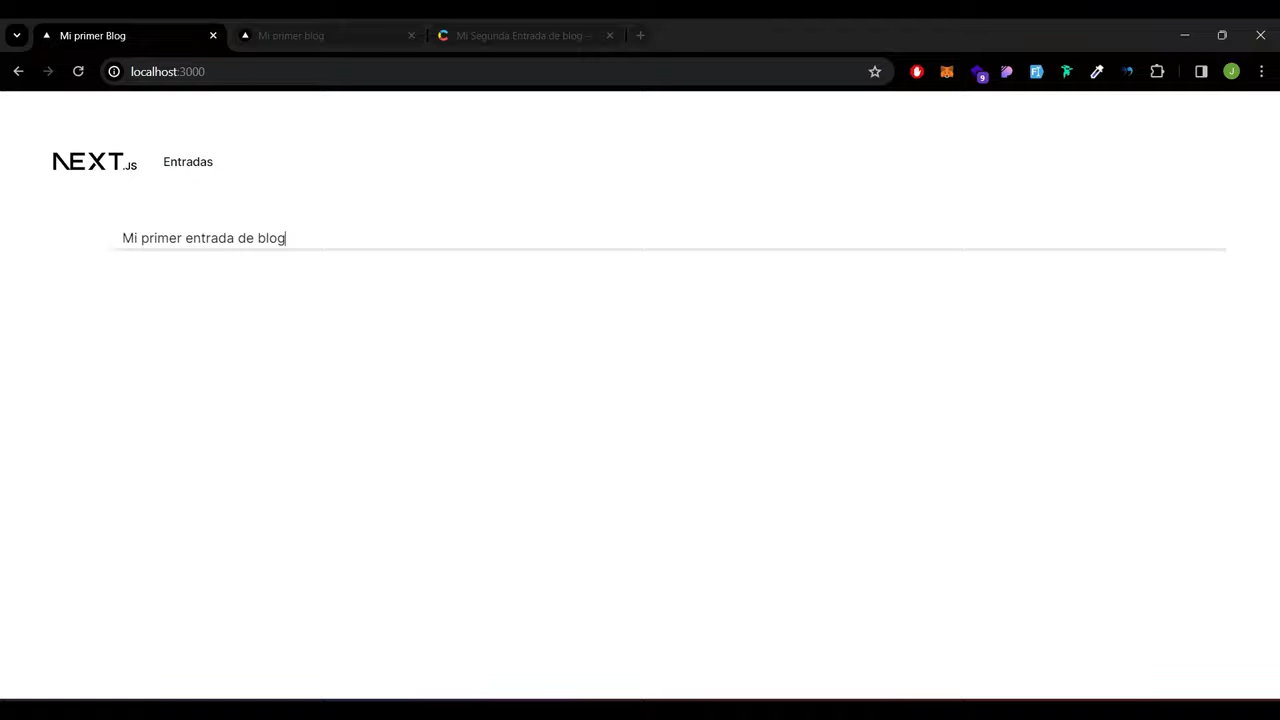 Mi primer Blog
Mi primer blog
Mi Segunda Entrada de blog —
localhost:3000
9
J
NEXT.JS
Entradas
Mi primer entrada de blog